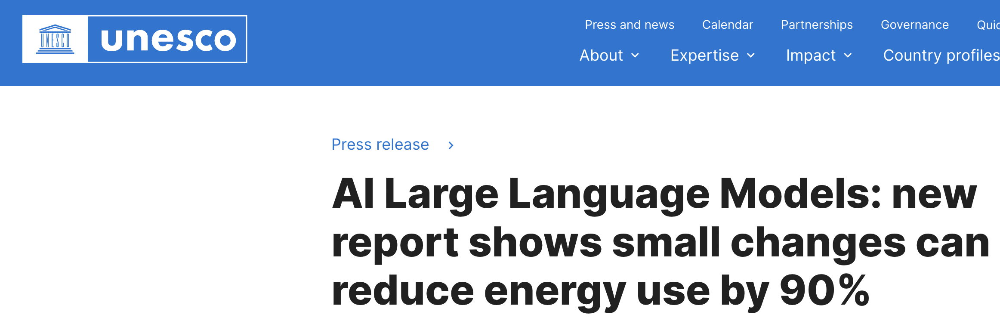 UNESCO
unesco
Press and news Calendar Partnerships Governance
About Expertise Impact Country profiles
Press release
AI Large Language Models: new
report shows small changes can
reduce energy use by 90%